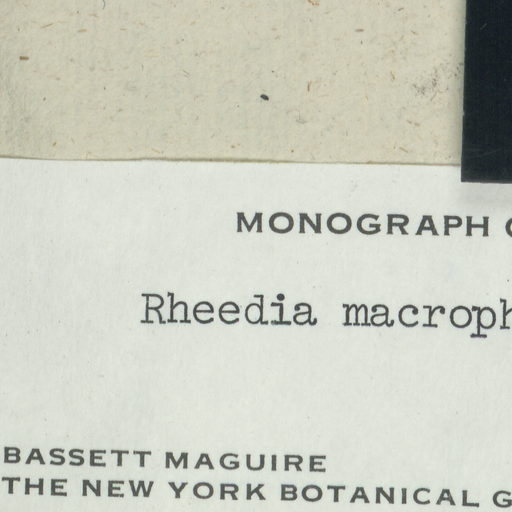 MONOGRAPH
Rheedia macroph
BASSETT MAGUIRE
THE NEW YORK BOTANICAL G